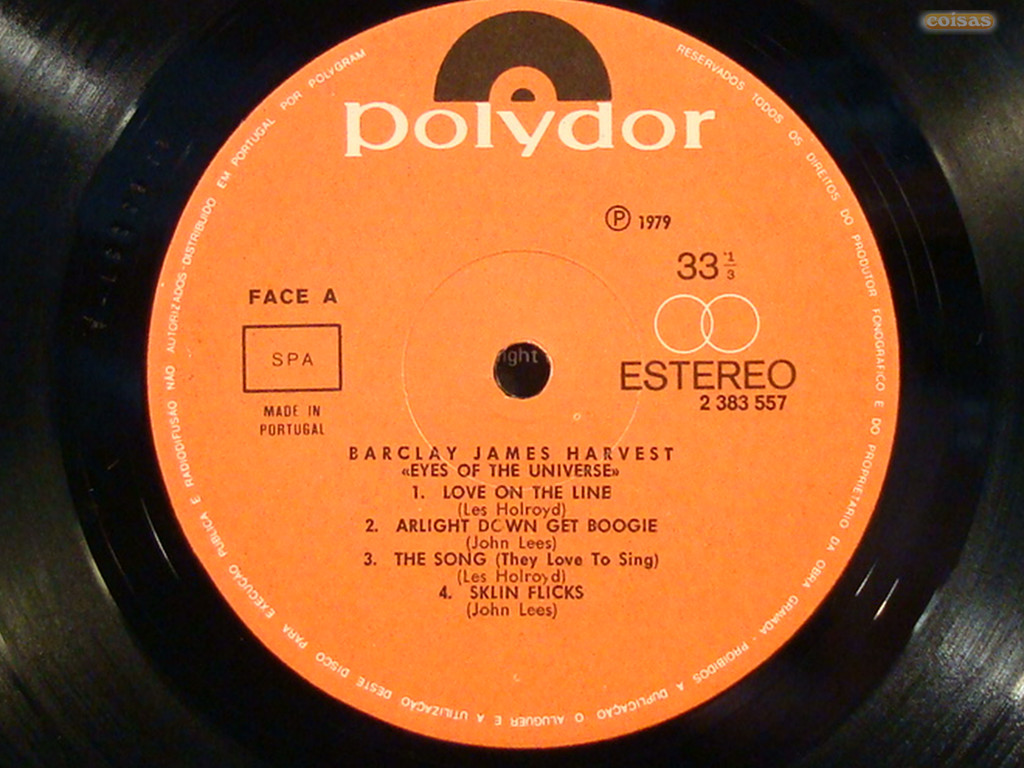 coisas
polydor
EM PORTUGAL POR POLYGRAM
RESERVADOS TODOS OS DIREITOS DO PRODUTOR FONOGRAFICO E DO PROPRIETARIO DA OBRA GRAVADA - PROIBIDOS A DUPLICAÇÃO O ALUGUER E A UTILIZAÇÃO DESTE DISCO PARA EXECUÇÃO PUBLICA E RADIODIFUSÃO NÃO AUTORIZADOS - DISTRIBUIDO
Ⓟ 1979
33 1/3
FACE A
SPA
MADE IN
PORTUGAL
ight
ESTEREO
2 383 557
BARCLAY JAMES HARVEST
«EYES OF THE UNIVERSE»
1. LOVE ON THE LINE
(Les Holroyd)
2. ARLIGHT DOWN GET BOOGIE
(John Lees)
3. THE SONG (They Love To Sing)
(Les Holroyd)
4. SKLIN FLICKS
(John Lees)